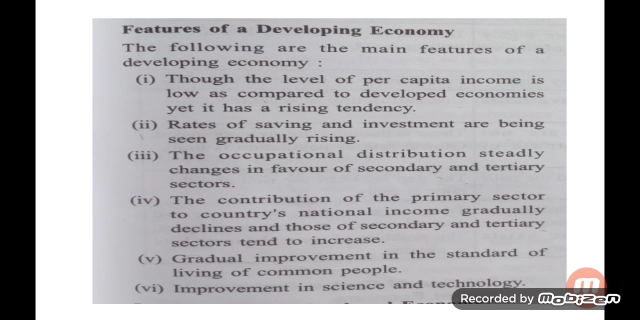 Features of a Developing Economy
The following are the main features of a
developing economy :
(i) Though the level of per capita income is
low as compared to developed economies
yet it has a rising tendency.
(ii) Rates of saving and investment are being
seen gradually rising.
(iii) The occupational distribution steadily
changes in favour of secondary and tertiary
sectors.
(iv) The contribution of the primary sector
to country's national income gradually
declines and those of secondary and tertiary
sectors tend to increase.
(v) Gradual improvement in the standard of
living of common people.
(vi) Improvement in science and technology.
Recorded by Mobizen